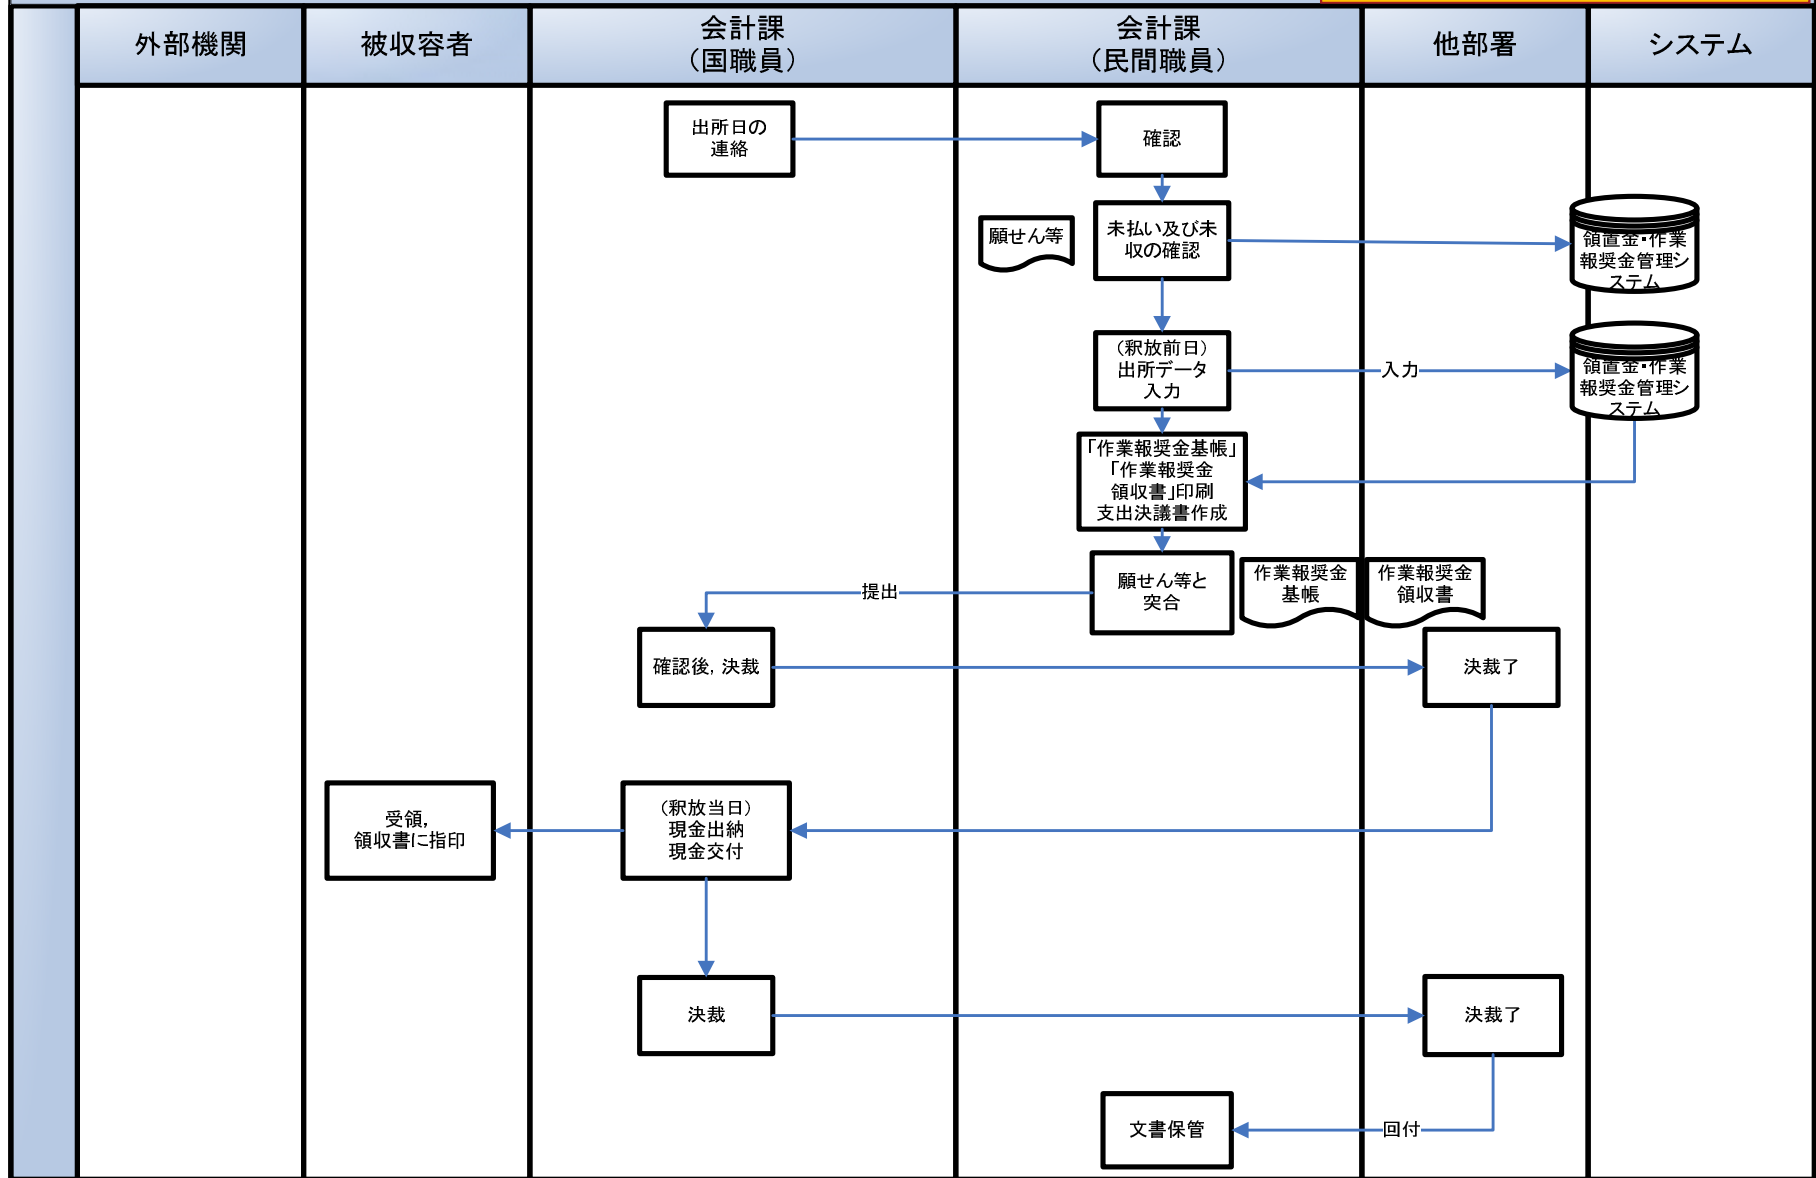 外部機関
被収容者
会計課
（国職員）
会計課
（民間職員）
他部署
システム
出所日の
連絡
確認
願せん等
未払い及び未
収の確認
領置金・作業
報奨金管理シ
ステム
（釈放前日）
出所データ
入力
入力
領置金・作業
報奨金管理シ
ステム
「作業報奨金基帳」
「作業報奨金
領収書」印刷
支出決議書作成
提出
願せん等と
突合
作業報奨金
基帳
作業報奨金
領収書
確認後，決裁
決裁了
受領，
領収書に指印
（釈放当日）
現金出納
現金交付
決裁
決裁了
文書保管
回付